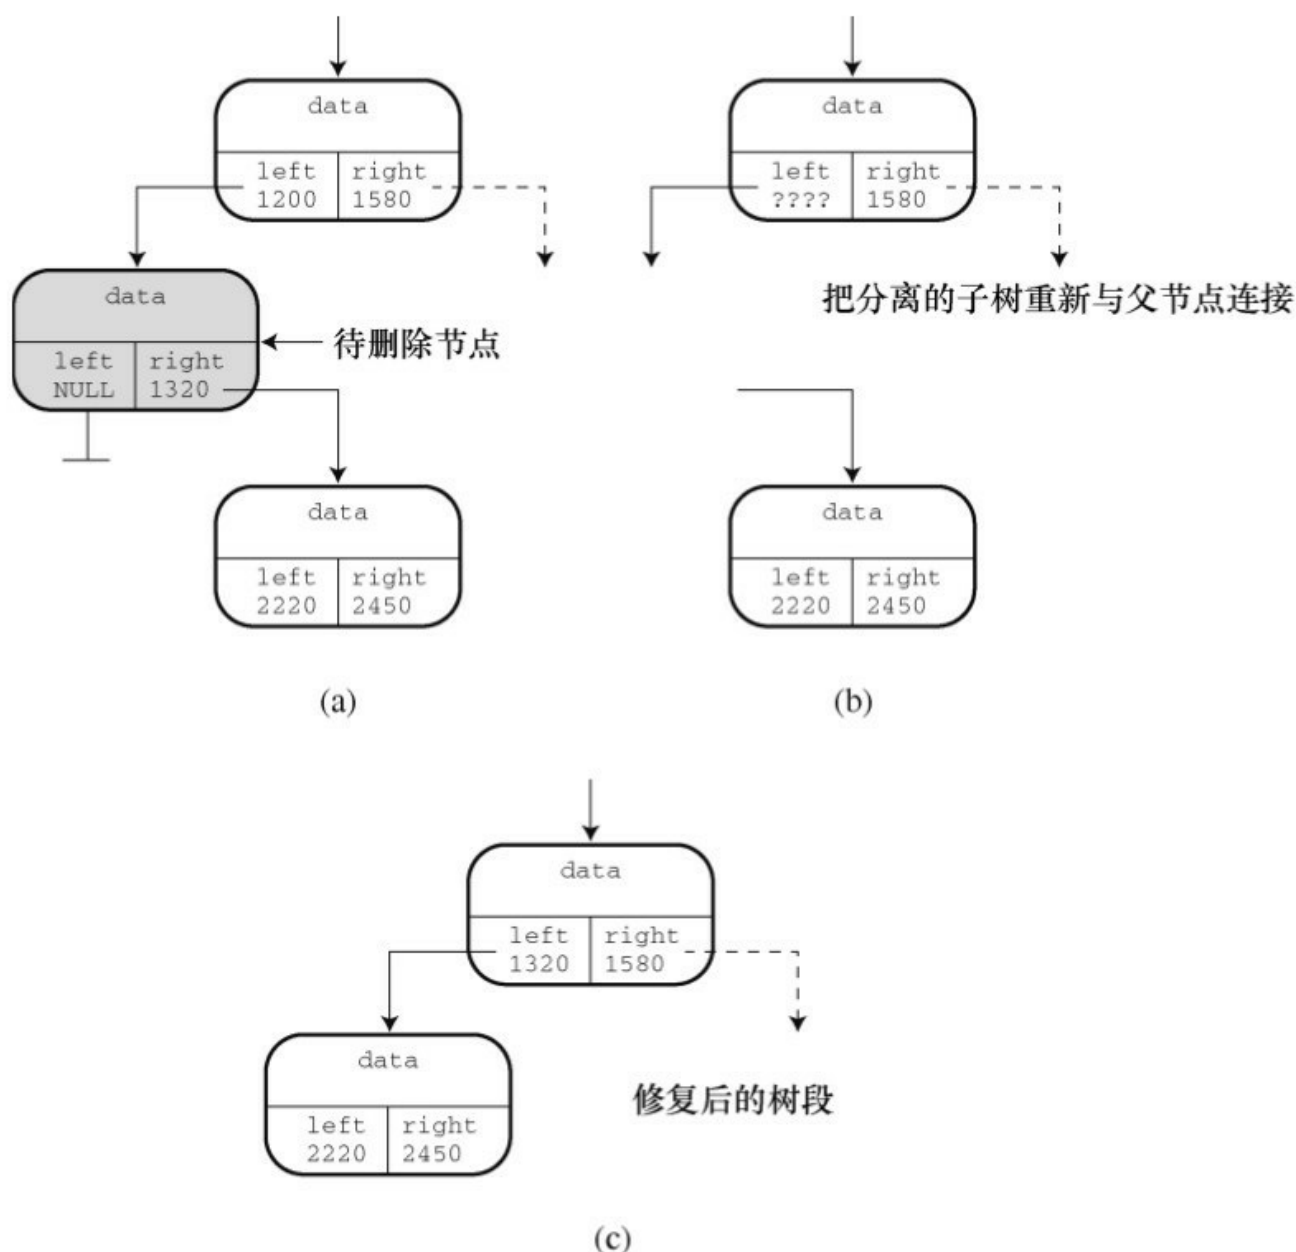 data
left right
1200 1580
data
left right
NULL 1320
待删除节点
data
left right
2220 2450
(a)
data
left right
???? 1580
把分离的子树重新与父节点连接
data
left right
2220 2450
(b)
data
left right
1320 1580
data
left right
2220 2450
修复后的树段
(c)